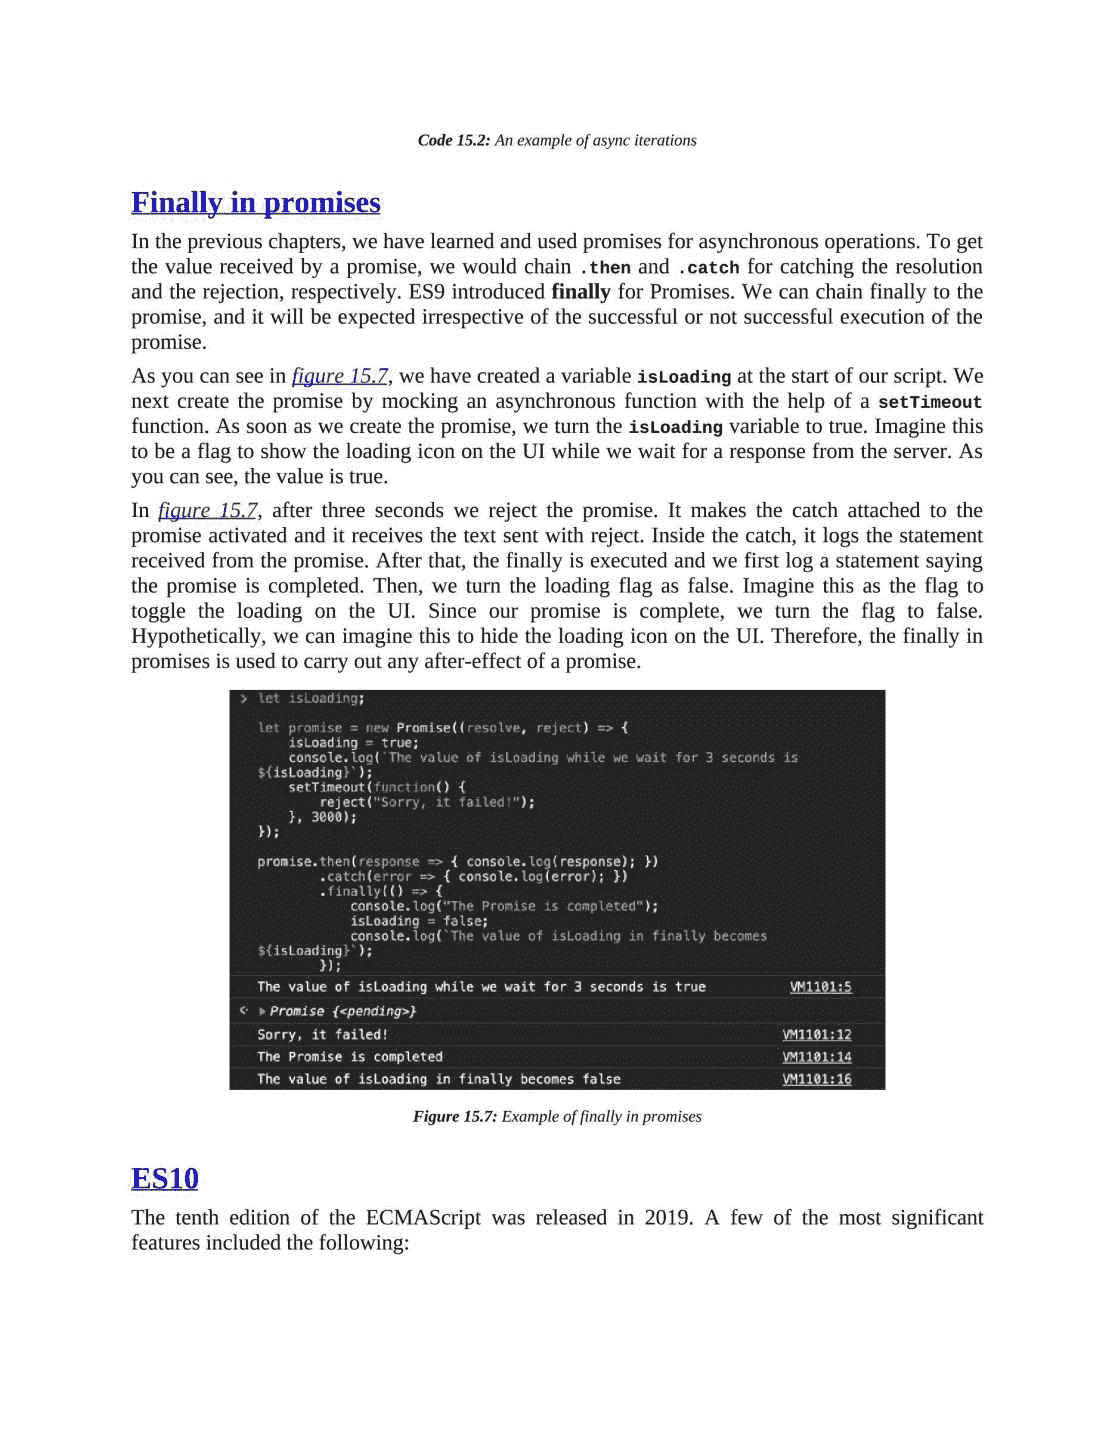 Code 15.2: An example of async iterations
Finally in promises
In the previous chapters, we have learned and used promises for asynchronous operations. To get
the value received by a promise, we would chain .then and .catch for catching the resolution
and the rejection, respectively. ES9 introduced finally for Promises. We can chain finally to the
promise, and it will be expected irrespective of the successful or not successful execution of the
promise.
As you can see in figure 15.7, we have created a variable isLoading at the start of our script. We
next create the promise by mocking an asynchronous function with the help of a setTimeout
function. As soon as we create the promise, we turn the isLoading variable to true. Imagine this
to be a flag to show the loading icon on the UI while we wait for a response from the server. As
you can see, the value is true.
In figure 15.7, after three seconds we reject the promise. It makes the catch attached to the
promise activated and it receives the text sent with reject. Inside the catch, it logs the statement
received from the promise. After that, the finally is executed and we first log a statement saying
the promise is completed. Then, we turn the loading flag as false. Imagine this as the flag to
toggle the loading on the UI. Since our promise is complete, we turn the flag to false.
Hypothetically, we can imagine this to hide the loading icon on the UI. Therefore, the finally in
promises is used to carry out any after-effect of a promise.
> let isLoading;
let promise = new Promise((resolve, reject) => {
isLoading = true;
console.log(`The value of isLoading while we wait for 3 seconds is
${isLoading}`);
setTimeout(function() {
reject("Sorry, it failed!");
}, 3000);
});
promise.then(response => { console.log(response); })
.catch(error => { console.log(error); })
.finally(() => {
console.log("The Promise is completed");
isLoading = false;
console.log(`The value of isLoading in finally becomes
${isLoading}`);
});
The value of isLoading while we wait for 3 seconds is true VM1101:5
Promise {<pending>}
Sorry, it failed! VM1101:12
The Promise is completed VM1101:14
The value of isLoading in finally becomes false VM1101:16
Figure 15.7: Example of finally in promises
ES10
The tenth edition of the ECMAScript was released in 2019. A few of the most significant
features included the following: